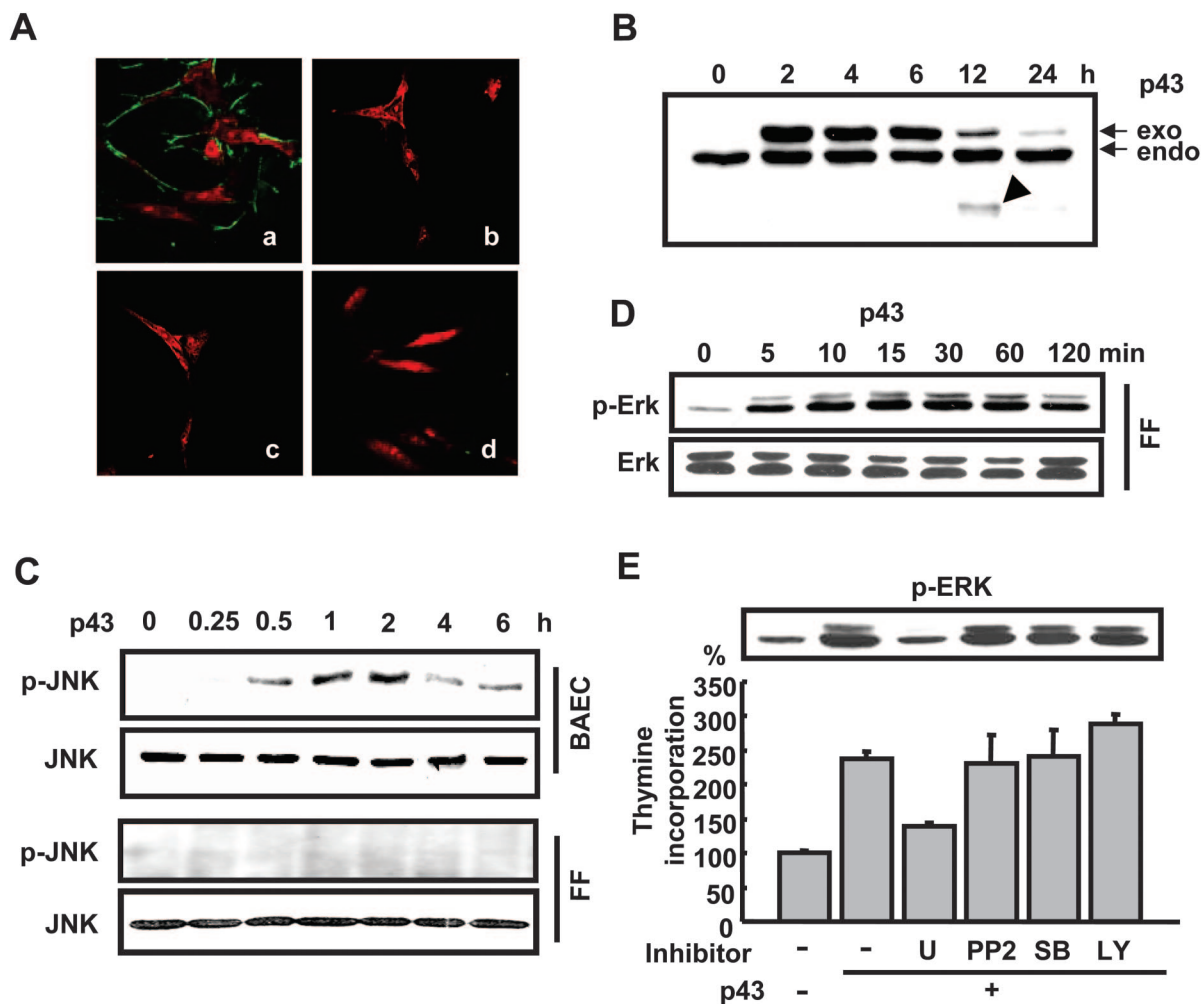 A
a
b
c
d
B
0 2 4 6 12 24 h
p43
exo
endo
D
p43
0 5 10 15 30 60 120 min
p-Erk
Erk
FF
C
p43 0 0.25 0.5 1 2 4 6 h
p-JNK
JNK
BAEC
p-JNK
JNK
FF
E
p-ERK
%
350
300
250
200
150
100
50
0
Thymine
incorporation
Inhibitor - - U PP2 SB LY
p43 - +